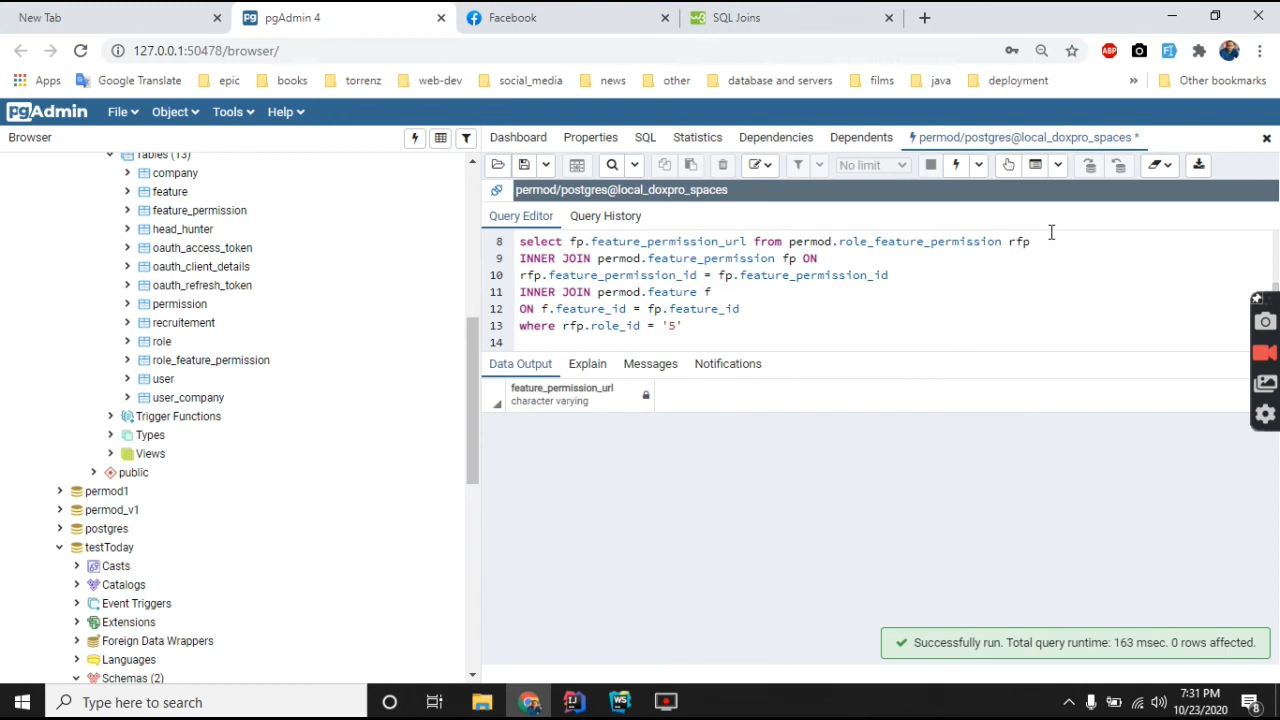 New Tab
pgAdmin 4
Facebook
SQL Joins
127.0.0.1:50478/browser/
Apps
Google Translate
epic
books
torrenz
web-dev
social_media
news
other
database and servers
films
java
deployment
»
Other bookmarks
pgAdmin
File
Object
Tools
Help
Browser
Dashboard
Properties
SQL
Statistics
Dependencies
Dependents
permod/postgres@local_doxpro_spaces *
No limit
permod/postgres@local_doxpro_spaces
Query Editor
Query History
8 select fp.feature_permission_url from permod.role_feature_permission rfp
9 INNER JOIN permod.feature_permission fp ON
10 rfp.feature_permission_id = fp.feature_permission_id
11 INNER JOIN permod.feature f
12 ON f.feature_id = fp.feature_id
13 where rfp.role_id = '5'
14
Data Output
Explain
Messages
Notifications
feature_permission_url
character varying
Successfully run. Total query runtime: 163 msec. 0 rows affected.
Tables (13)
company
feature
feature_permission
head_hunter
oauth_access_token
oauth_client_details
oauth_refresh_token
permission
recruitement
role
role_feature_permission
user
user_company
Trigger Functions
Types
Views
public
permod1
permod_v1
postgres
testToday
Casts
Catalogs
Event Triggers
Extensions
Foreign Data Wrappers
Languages
Schemas (2)
Type here to search
7:31 PM
10/23/2020
8